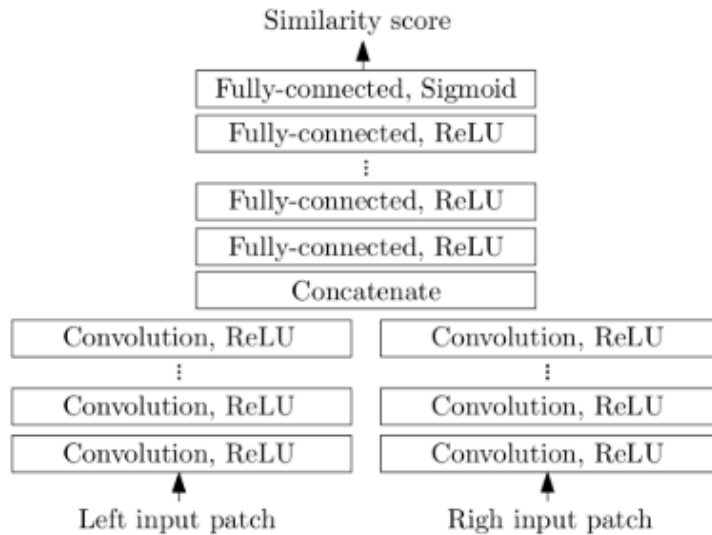 Similarity score
Fully-connected, Sigmoid
Fully-connected, ReLU
Fully-connected, ReLU
Fully-connected, ReLU
Concatenate
Convolution, ReLU Convolution, ReLU
Convolution, ReLU Convolution, ReLU
Convolution, ReLU Convolution, ReLU
Left input patch Righ input patch